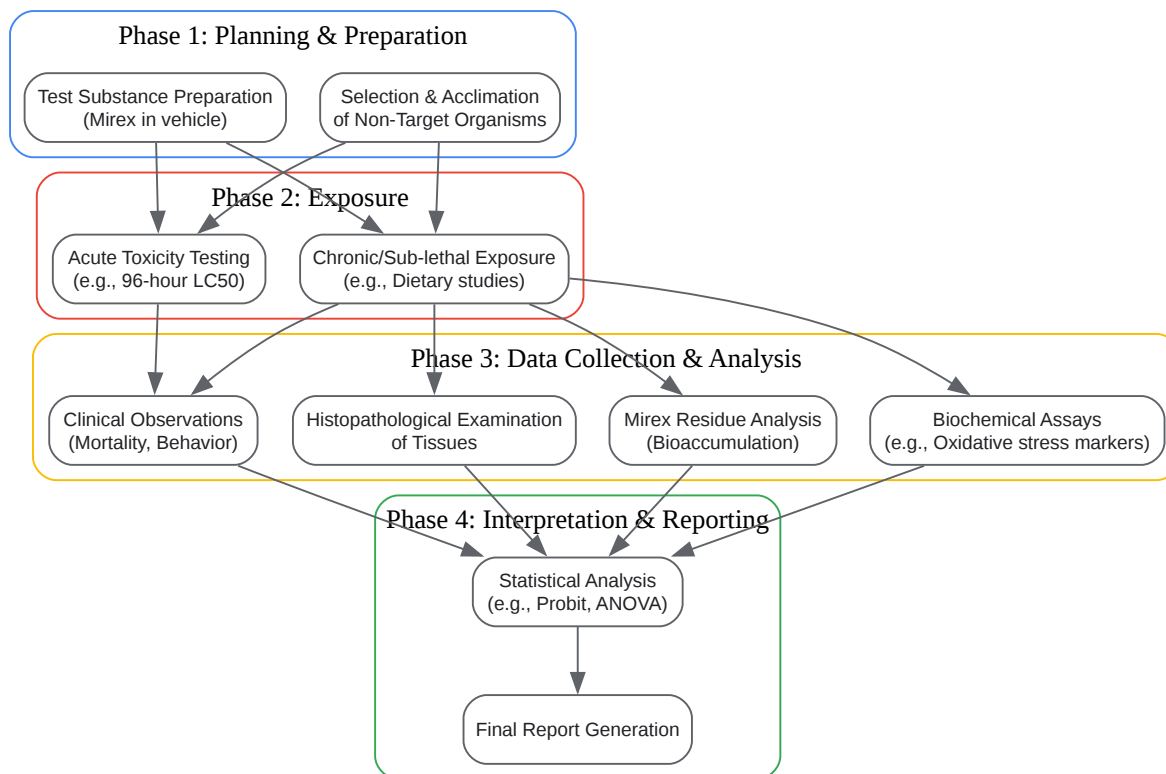 Phase 1: Planning & Preparation
Test Substance Preparation
(Mirex in vehicle)
Selection & Acclimation
of Non-Target Organisms
Phase 2: Exposure
Acute Toxicity Testing
(e.g., 96-hour LC50)
Chronic/Sub-lethal Exposure
(e.g., Dietary studies)
Phase 3: Data Collection & Analysis
Clinical Observations
(Mortality, Behavior)
Histopathological Examination
of Tissues
Mirex Residue Analysis
(Bioaccumulation)
Biochemical Assays
(e.g., Oxidative stress markers)
Phase 4: Interpretation & Reporting
Statistical Analysis
(e.g., Probit, ANOVA)
Final Report Generation